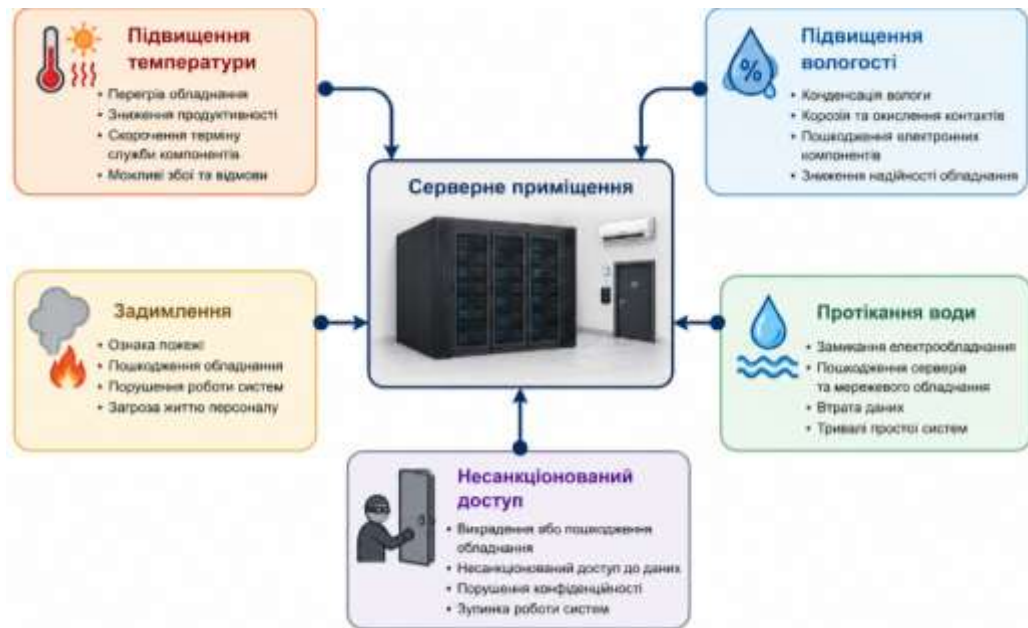 Підвищення
температури
• Перегрів обладнання
• Зниження продуктивності
• Скорочення терміну
служби компонентів
• Можливі збої та відмови
Підвищення
вологості
%
• Конденсація вологи
• Корозія та окислення контактів
• Пошкодження електронних
компонентів
• Зниження надійності обладнання
Серверне приміщення
Задимлення
• Ознака пожежі
• Пошкодження обладнання
• Порушення роботи систем
• Загроза життю персоналу
Протікання води
• Замикання електрообладнання
• Пошкодження серверів
та мережевого обладнання
• Втрата даних
• Тривалі простої систем
Несанкціонований
доступ
• Викрадення або пошкодження
обладнання
• Несанкціонований доступ до даних
• Порушення конфіденційності
• Зупинка роботи систем